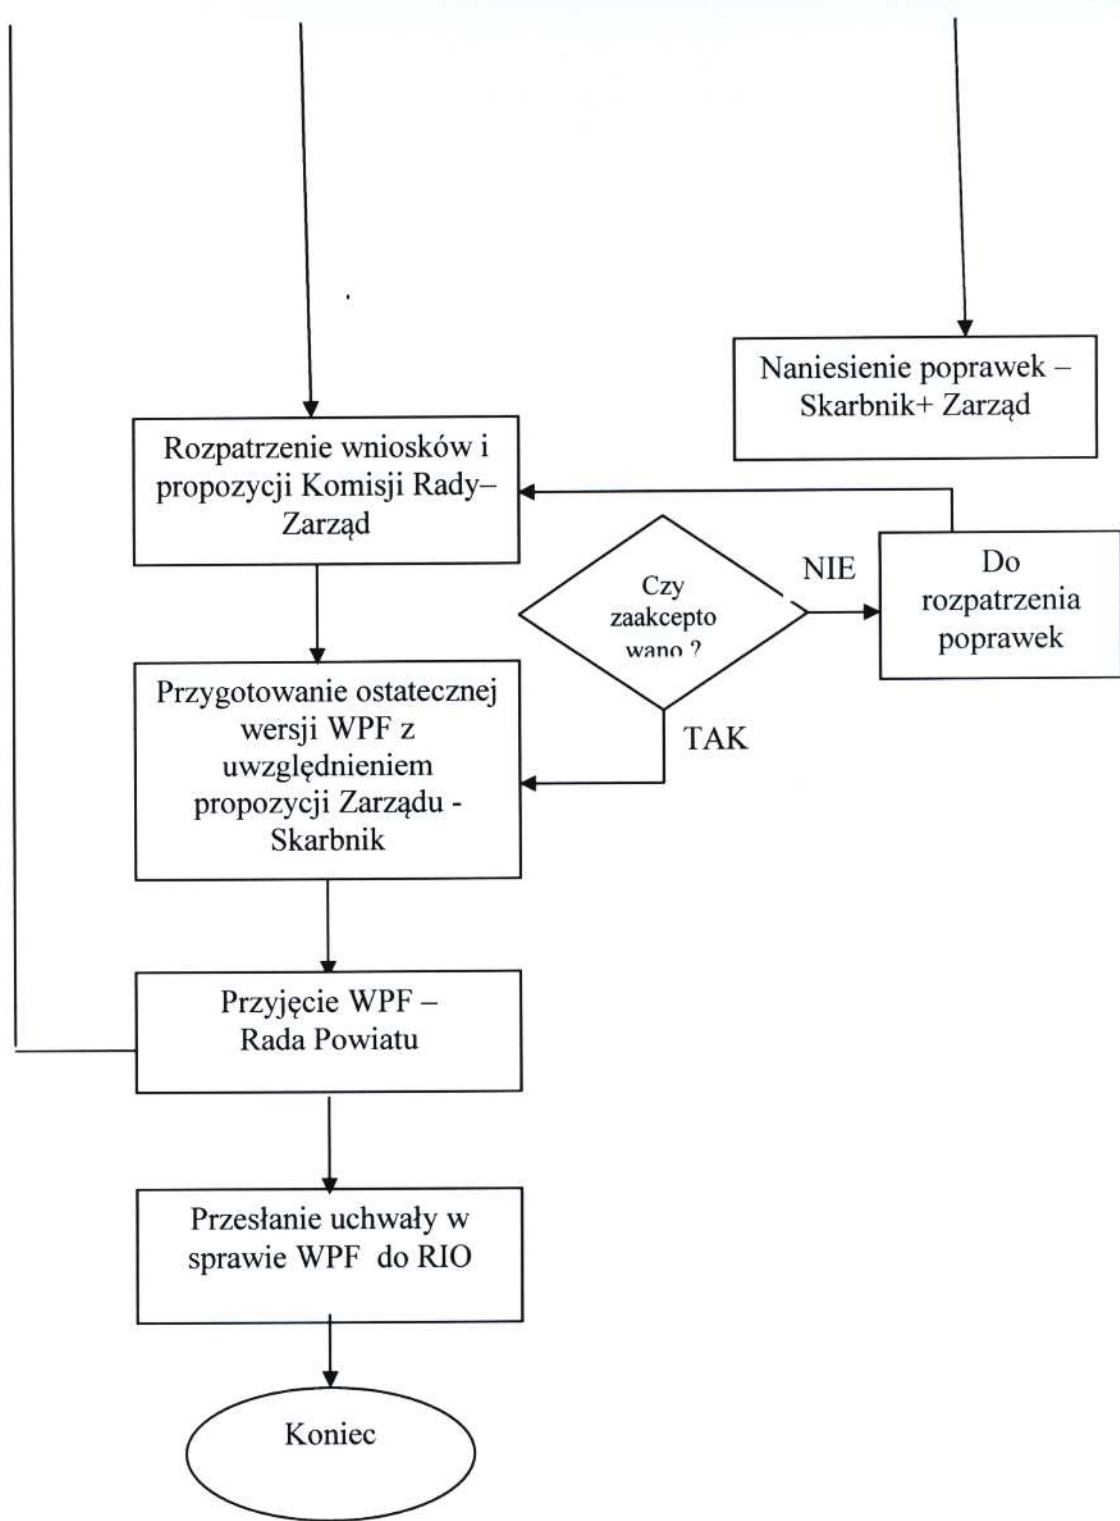 Naniesienie poprawek –
Skarbnik+ Zarząd
Rozpatrzenie wniosków i
propozycji Komisji Rady–
Zarząd
Czy
zaakcepto
wano ?
NIE
Do
rozpatrzenia
poprawek
TAK
Przygotowanie ostatecznej
wersji WPF z
uwzględnieniem
propozycji Zarządu -
Skarbnik
Przyjęcie WPF –
Rada Powiatu
Przesłanie uchwały w
sprawie WPF do RIO
Koniec